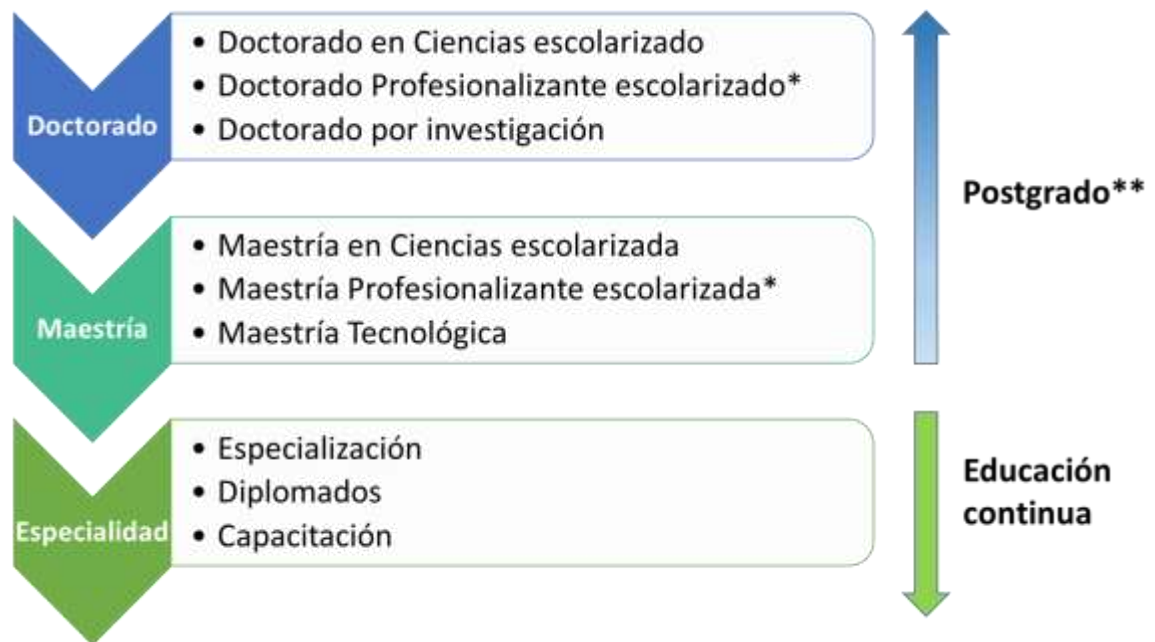 Doctorado
• Doctorado en Ciencias escolarizado
• Doctorado Profesionalizante escolarizado*
• Doctorado por investigación
Postgrado**
Maestría
• Maestría en Ciencias escolarizada
• Maestría Profesionalizante escolarizada*
• Maestría Tecnológica
Especialidad
• Especialización
• Diplomados
• Capacitación
Educación
continua